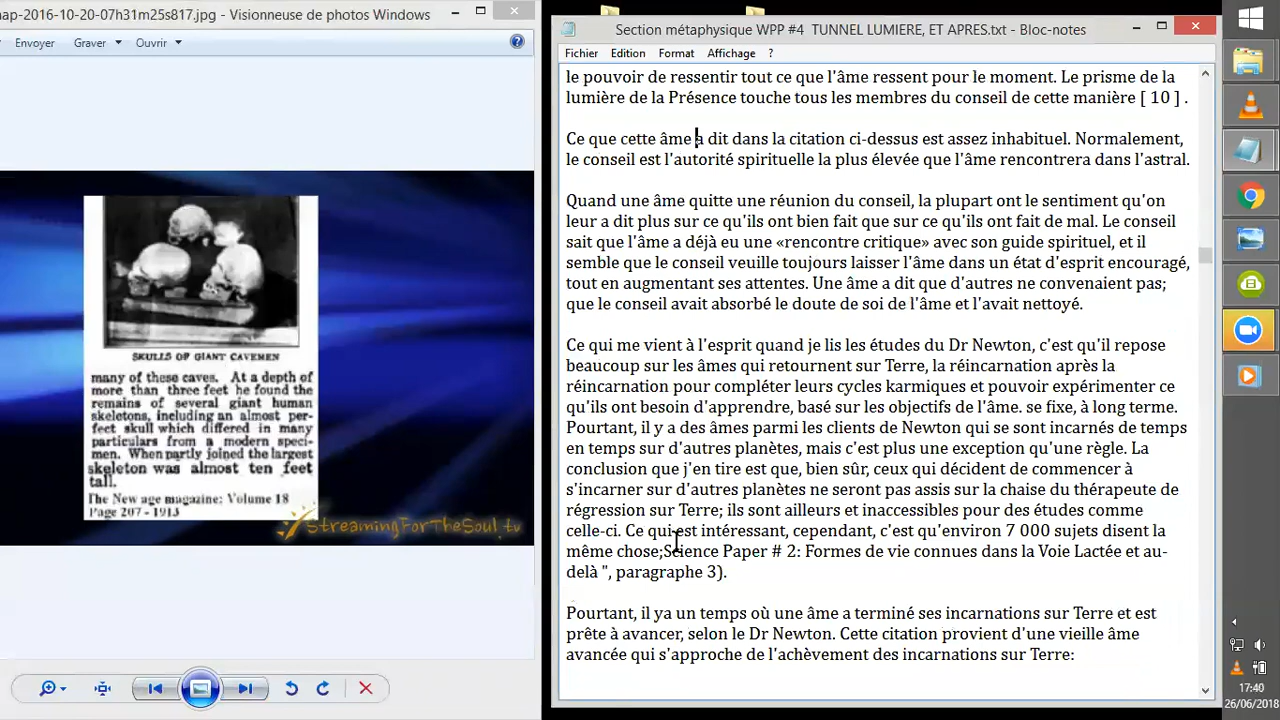 ap-2016-10-20-07h31m25s817.jpg - Visionneuse de photos Windows
Envoyer Graver Ouvrir
SKULLS OF GIANT CAVEMEN
many of these caves. At a depth of
more than three feet he found the
remains of several giant human
skeletons, including an almost per-
fect skull which differed in many
particulars from a modern speci-
men. When partly joined the largest
skeleton was almost ten feet
tall.
The New age magazine: Volume 18
Page 207 - 1913
StreamingForTheSoul.tv
Section métaphysique WPP #4 TUNNEL LUMIERE, ET APRES.txt - Bloc-notes
Fichier Edition Format Affichage ?
le pouvoir de ressentir tout ce que l'âme ressent pour le moment. Le prisme de la
lumière de la Présence touche tous les membres du conseil de cette manière [ 10 ] .
Ce que cette âme a dit dans la citation ci-dessus est assez inhabituel. Normalement,
le conseil est l'autorité spirituelle la plus élevée que l'âme rencontrera dans l'astral.
Quand une âme quitte une réunion du conseil, la plupart ont le sentiment qu'on
leur a dit plus sur ce qu'ils ont bien fait que sur ce qu'ils ont fait de mal. Le conseil
sait que l'âme a déjà eu une «rencontre critique» avec son guide spirituel, et il
semble que le conseil veuille toujours laisser l'âme dans un état d'esprit encouragé,
tout en augmentant ses attentes. Une âme a dit que d'autres ne convenaient pas;
que le conseil avait absorbé le doute de soi de l'âme et l'avait nettoyé.
Ce qui me vient à l'esprit quand je lis les études du Dr Newton, c'est qu'il repose
beaucoup sur les âmes qui retournent sur Terre, la réincarnation après la
réincarnation pour compléter leurs cycles karmiques et pouvoir expérimenter ce
qu'ils ont besoin d'apprendre, basé sur les objectifs de l'âme. se fixe, à long terme.
Pourtant, il y a des âmes parmi les clients de Newton qui se sont incarnés de temps
en temps sur d'autres planètes, mais c'est plus une exception qu'une règle. La
conclusion que j'en tire est que, bien sûr, ceux qui décident de commencer à
s'incarner sur d'autres planètes ne seront pas assis sur la chaise du thérapeute de
régression sur Terre; ils sont ailleurs et inaccessibles pour des études comme
celle-ci. Ce qui est intéressant, cependant, c'est qu'environ 7 000 sujets disent la
même chose;Science Paper # 2: Formes de vie connues dans la Voie Lactée et au-
delà ", paragraphe 3).
Pourtant, il ya un temps où une âme a terminé ses incarnations sur Terre et est
prête à avancer, selon le Dr Newton. Cette citation provient d'une vieille âme
avancée qui s'approche de l'achèvement des incarnations sur Terre:
17:40
26/06/2018